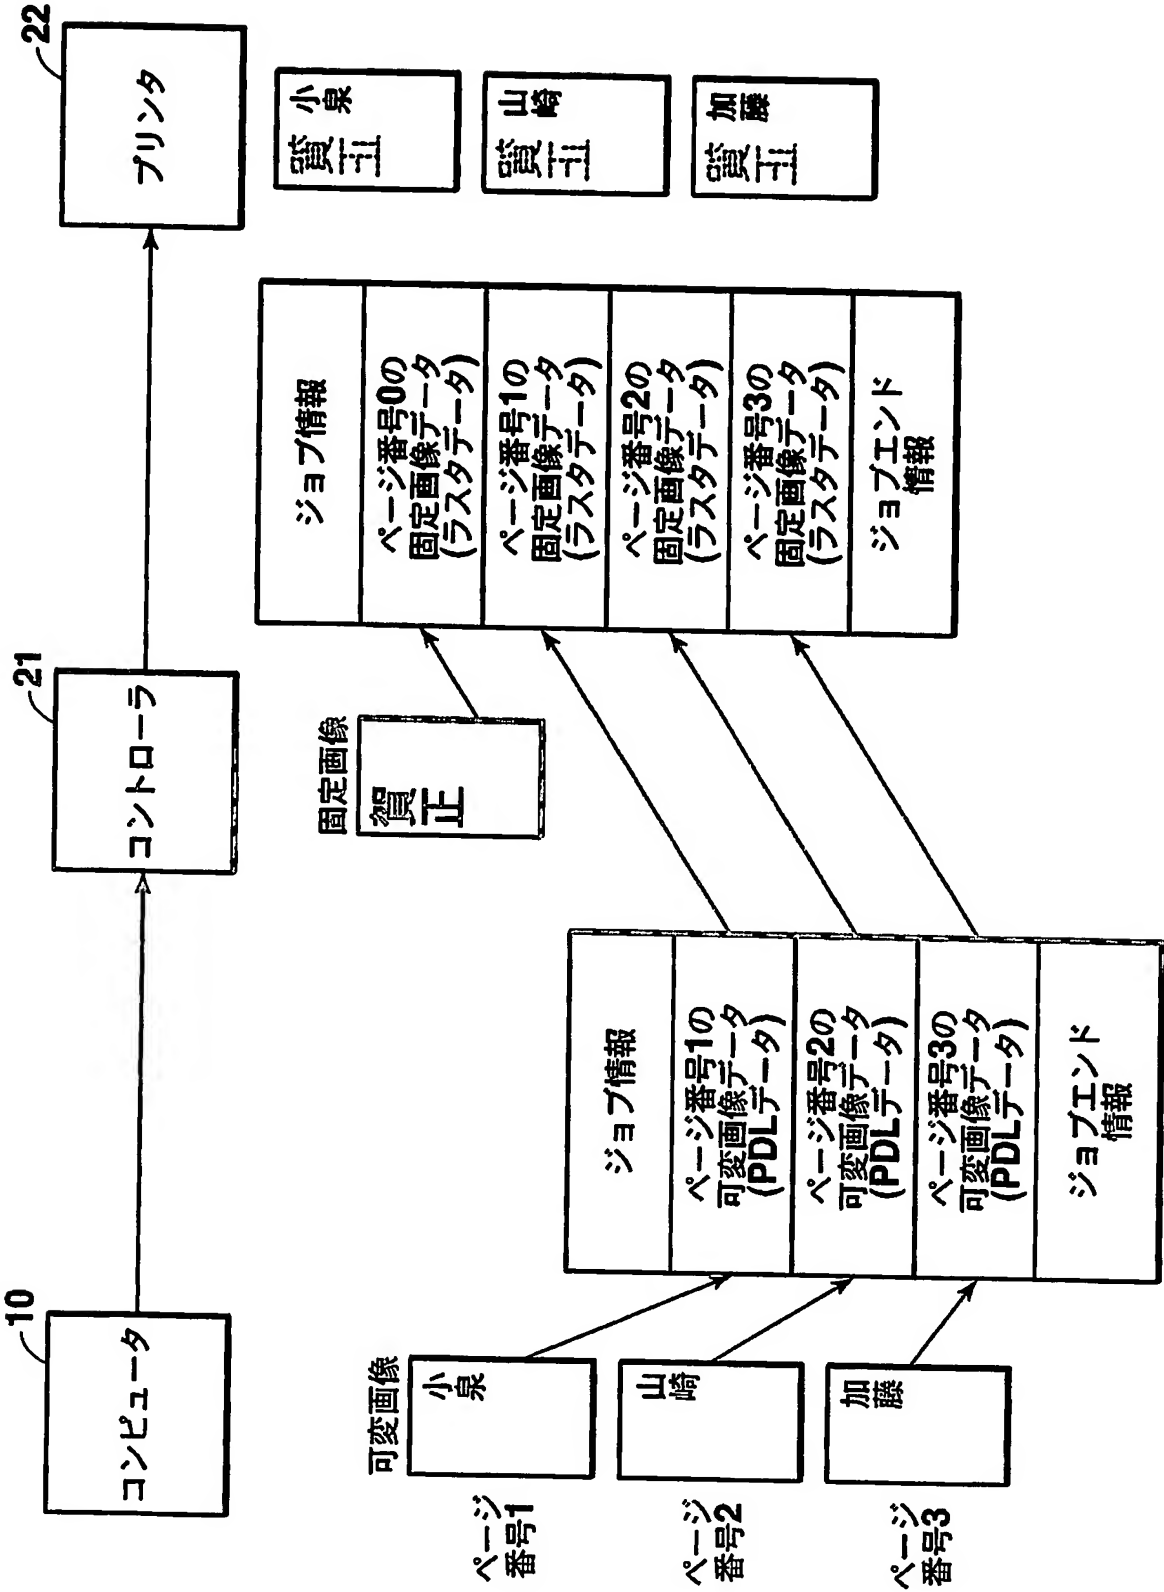 10
コンピュータ
21
コントローラ
22
プリンタ
可変画像
ページ
番号1
小
泉
ページ
番号2
山
崎
ページ
番号3
加
藤
ジョブ情報
ページ番号1の
可変画像データ
(PDLデータ)
ページ番号2の
可変画像データ
(PDLデータ)
ページ番号3の
可変画像データ
(PDLデータ)
ジョブエンド
情報
固定画像
賀
正
ジョブ情報
ページ番号0の
固定画像データ
(ラスタデータ)
ページ番号1の
固定画像データ
(ラスタデータ)
ページ番号2の
固定画像データ
(ラスタデータ)
ページ番号3の
固定画像データ
(ラスタデータ)
ジョブエンド
情報
小
泉
賀
正
山
崎
賀
正
加
藤
賀
正